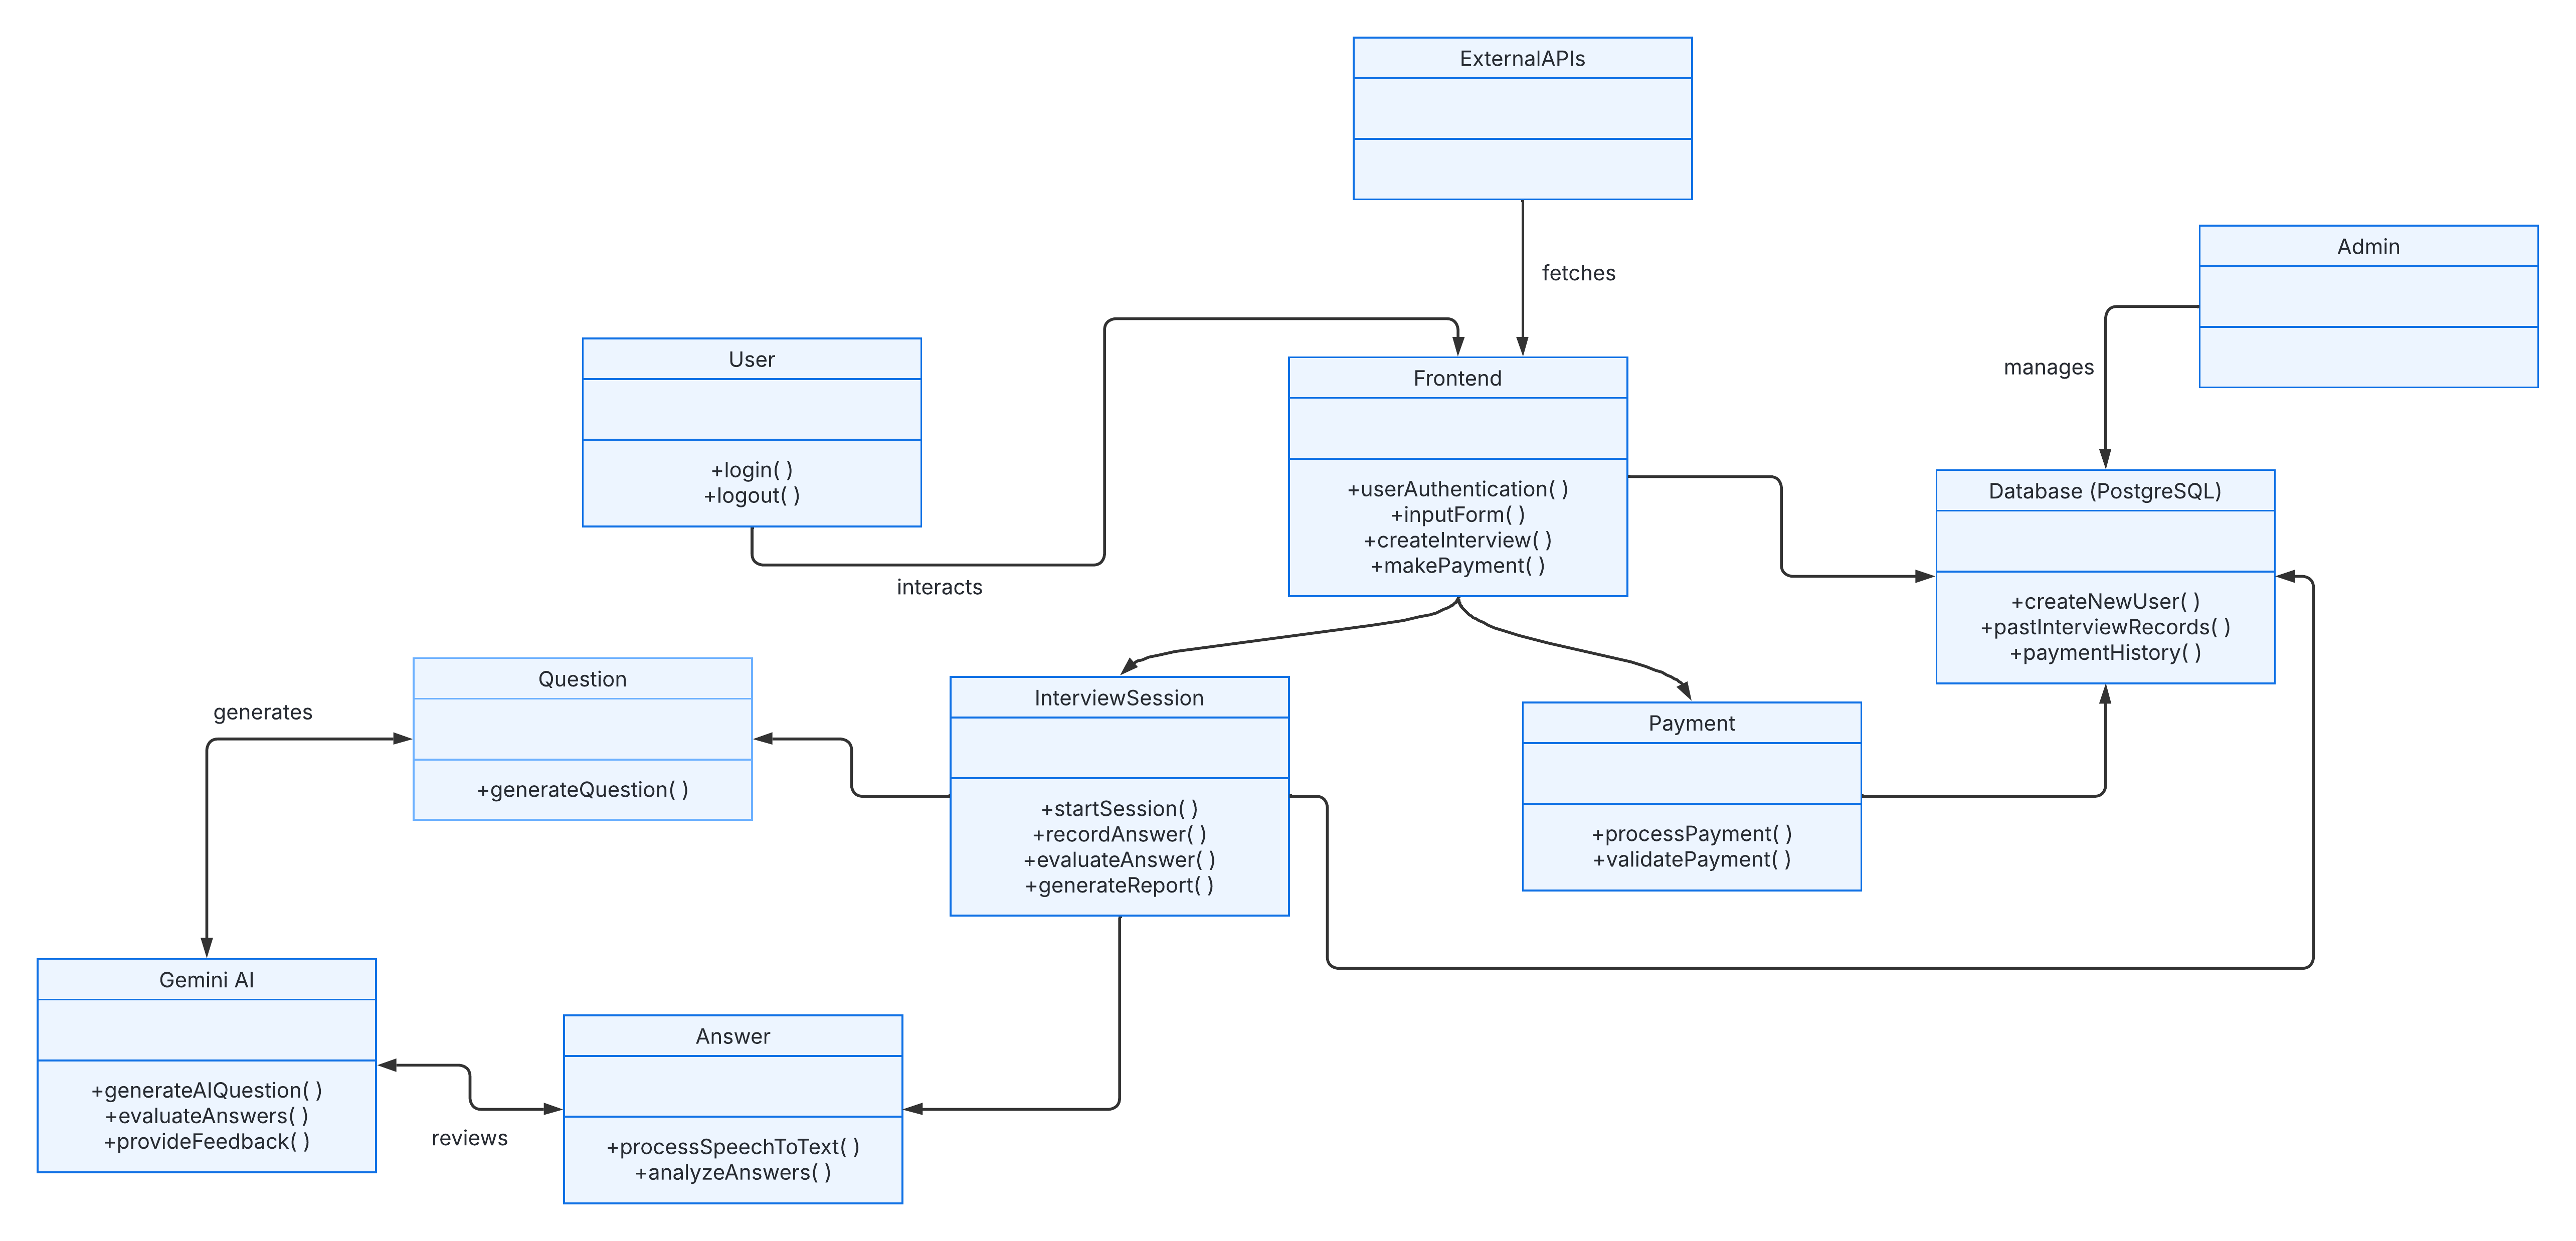 ExternalAPIs
fetches
Admin
manages
User
+login( )
+logout( )
interacts
Frontend
+userAuthentication( )
+inputForm( )
+createInterview( )
+makePayment( )
Database (PostgreSQL)
+createNewUser( )
+pastInterviewRecords( )
+paymentHistory( )
Question
+generateQuestion( )
generates
InterviewSession
+startSession( )
+recordAnswer( )
+evaluateAnswer( )
+generateReport( )
Payment
+processPayment( )
+validatePayment( )
Gemini AI
+generateAIQuestion( )
+evaluateAnswers( )
+provideFeedback( )
reviews
Answer
+processSpeechToText( )
+analyzeAnswers( )